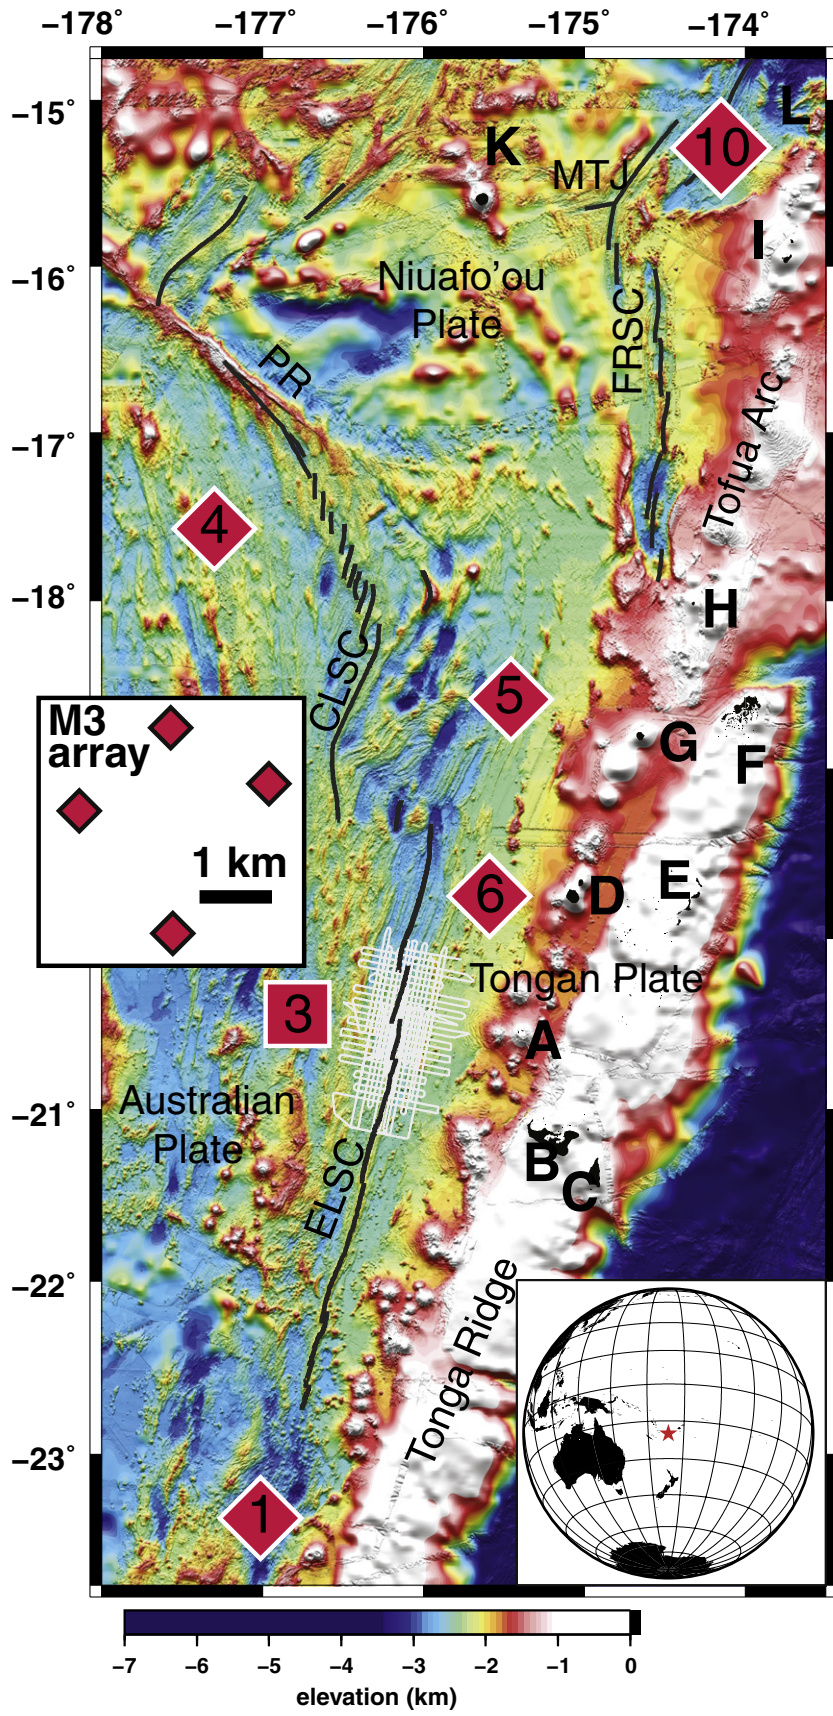 −178˚ −177˚ −176˚ −175˚ −174˚
−15˚
L
10
K
MTJ
I
−16˚
Niuafo'ou
Plate
FRSC
PR
−17˚
Tofua Arc
4
−18˚
H
CLSC
5
M3
array
G
F
1 km
6
D
E
Tongan Plate
3
A
−21˚
Australian
Plate
B
C
ELSC
−22˚
Tonga Ridge
−23˚
1
−7 −6 −5 −4 −3 −2 −1 0
elevation (km)